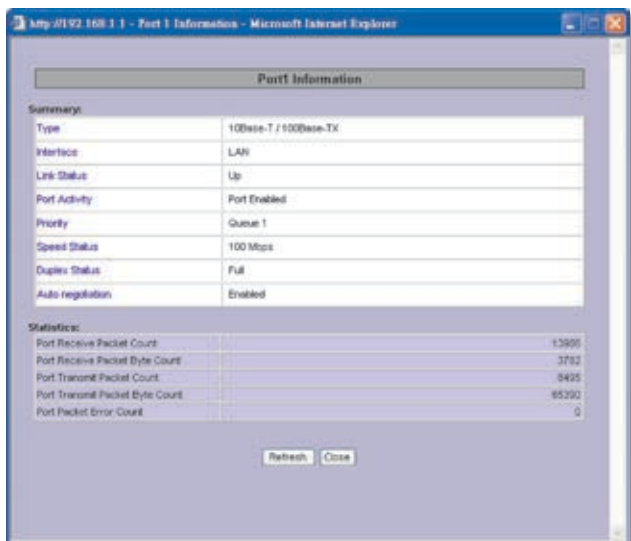 http://192.168.1.1 - Port 1 Information - Microsoft Internet Explorer
Port1 Information
Summary:
Type 10Base-T / 100Base-TX
Interface LAN
Link Status Up
Port Activity Port Enabled
Priority Queue 1
Speed Status 100 Mbps
Duplex Status Full
Auto negotiation Enabled
Statistics:
Port Receive Packet Count
Port Receive Packet Byte Count 3782
Port Transmit Packet Count 8495
Port Transmit Packet Byte Count 65392
Port Packet Error Count 0
Refresh Close